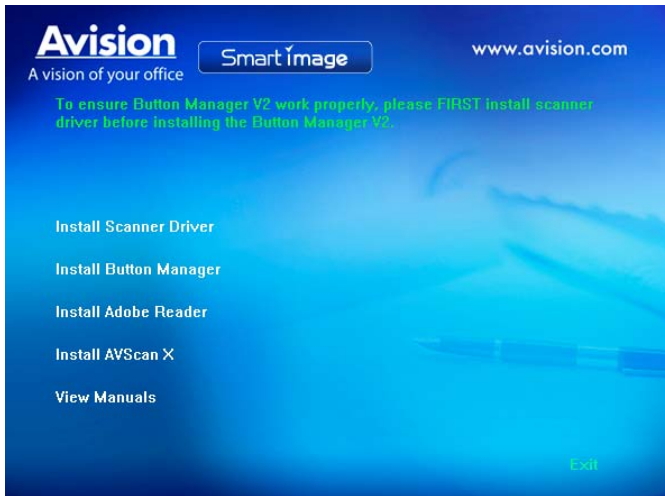 Avision
A vision of your office
Smart image
www.avision.com
To ensure Button Manager V2 work properly, please FIRST install scanner
driver before installing the Button Manager V2.
Install Scanner Driver
Install Button Manager
Install Adobe Reader
Install AVScan X
View Manuals
Exit